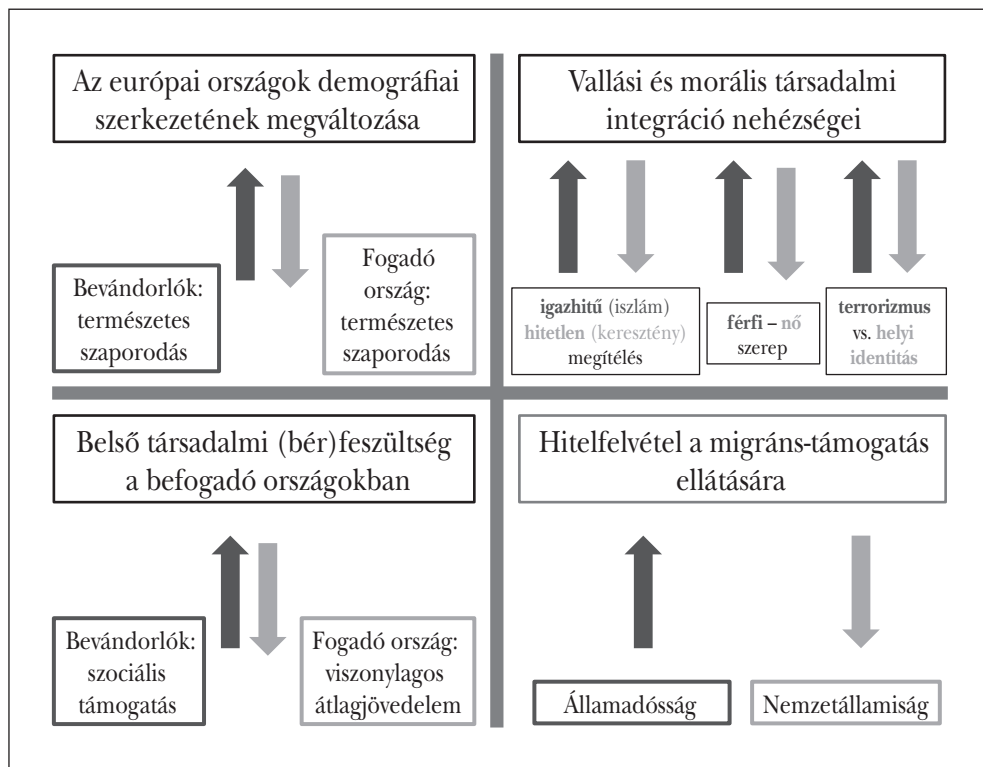 Az európai országok demográfiai
szerkezetének megváltozása
Bevándorlók:
természetes
szaporodás
Fogadó
ország:
természetes
szaporodás
Vallási és morális társadalmi
integráció nehézségei
igazhitű (iszlám)
hitetlen (keresztény)
megítélés
férfi – nő
szerep
terrorizmus
vs. helyi
identitás
Belső társadalmi (bér)feszültség
a befogadó országokban
Bevándorlók:
szociális
támogatás
Fogadó ország:
viszonylagos
átlagjövedelem
Hitelfelvétel a migráns-támogatás
ellátására
Államadósság
Nemzetállamiság